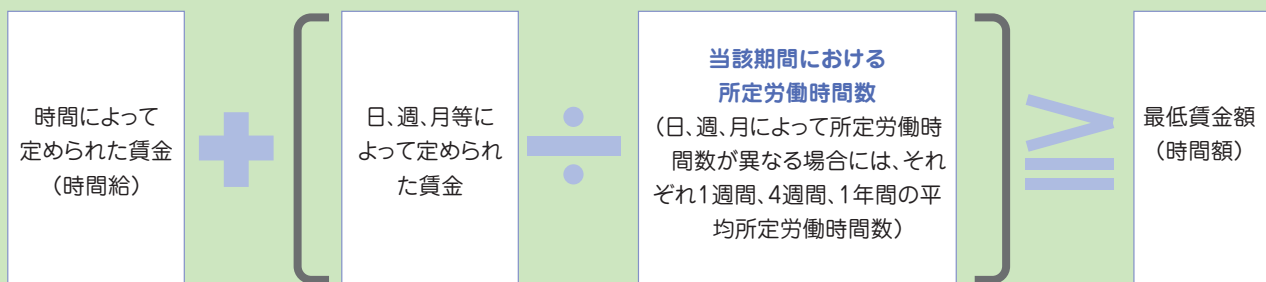 時間によって
定められた賃金
（時間給）
＋
［
日、週、月等に
よって定められ
た賃金
÷
当該期間における
所定労働時間数
（日、週、月によって所定労働時
間数が異なる場合には、それ
ぞれ1週間、4週間、1年間の平
均所定労働時間数）
］
≧
最低賃金額
（時間額）